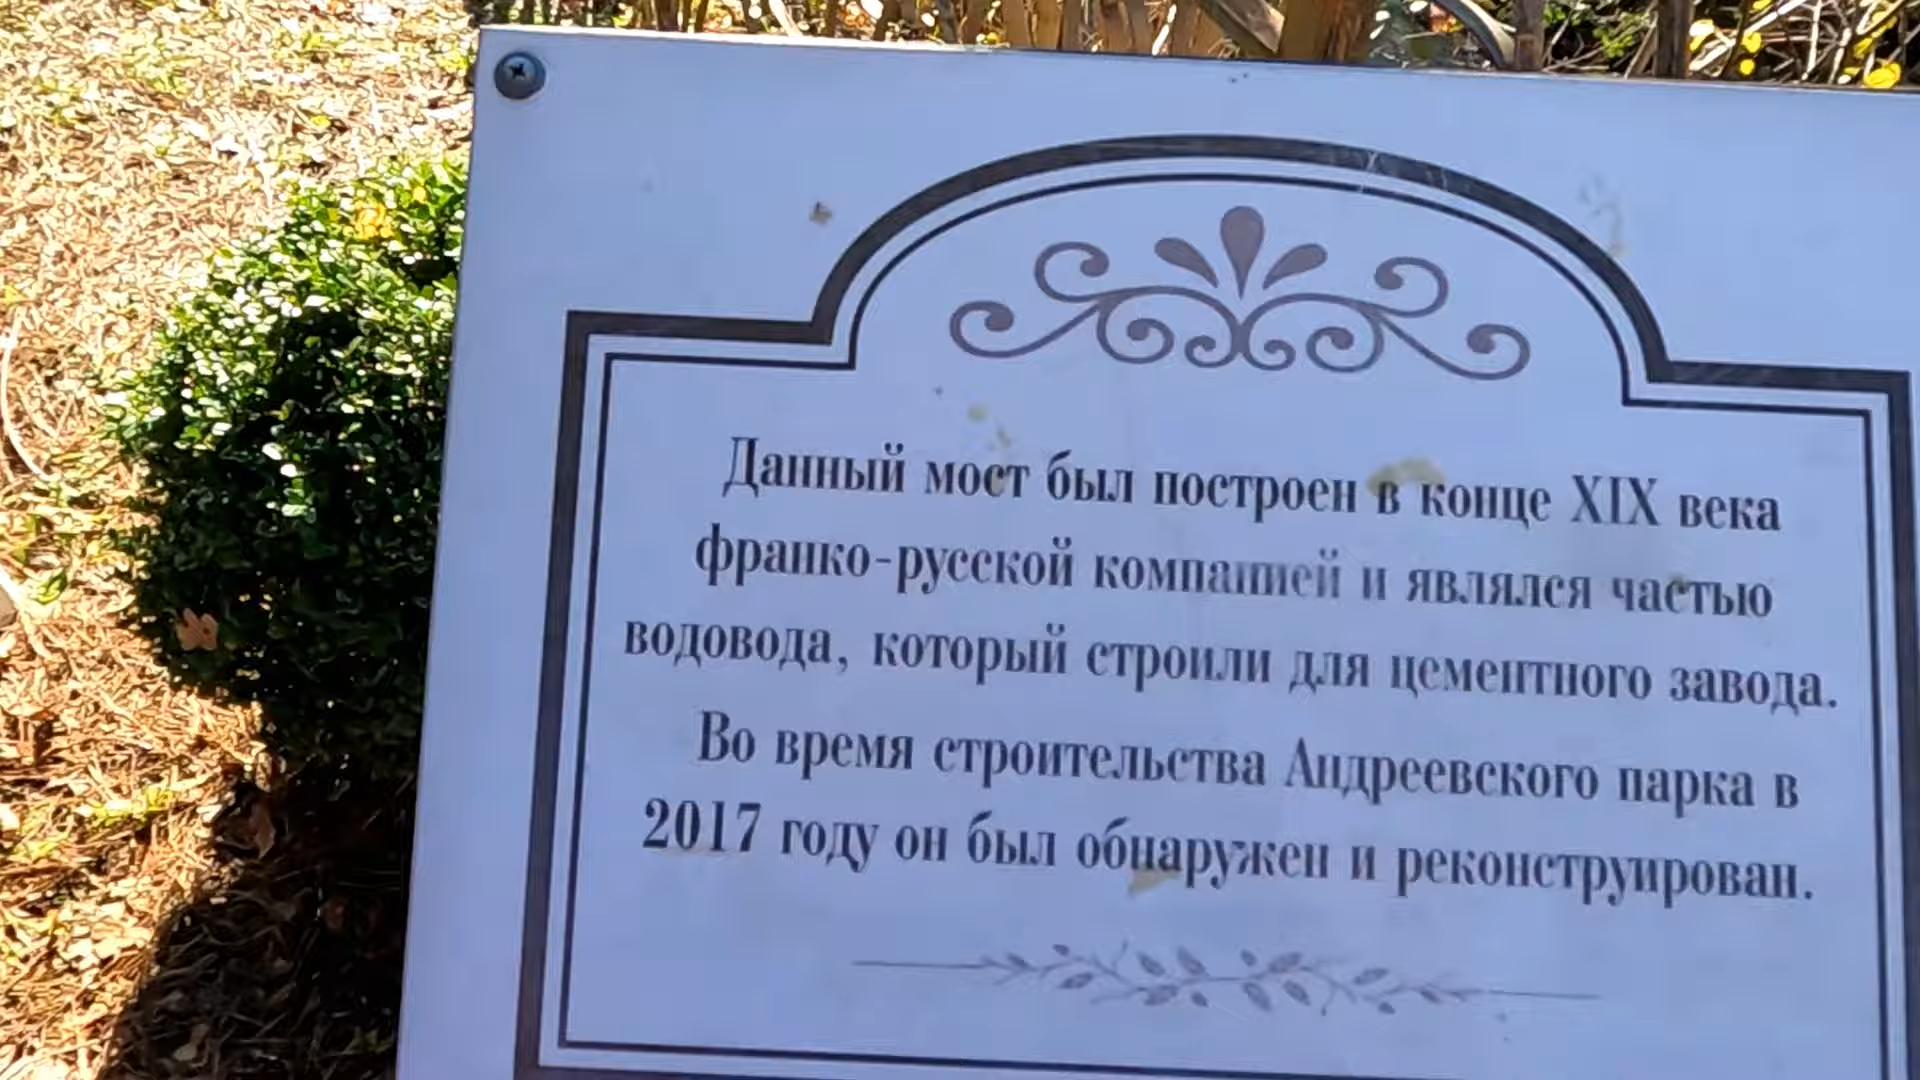 Данный мост был построен в конце XIX века
франко-русской компанией и являлся частью
водовода, который строили для цементного завода.
Во время строительства Андреевского парка в
2017 году он был обнаружен и реконструирован.